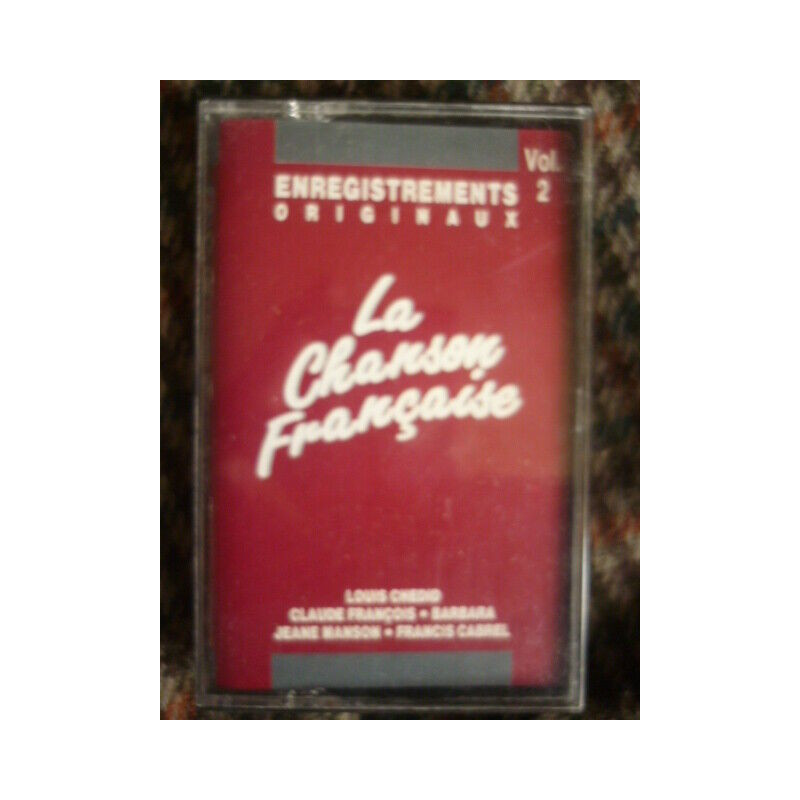 Vol.
2
ENREGISTREMENTS
ORIGINAUX
La
Chanson
Française
LOUIS CHEDID
CLAUDE FRANÇOIS • BARBARA
JEANE MANSON • FRANCIS CABREL